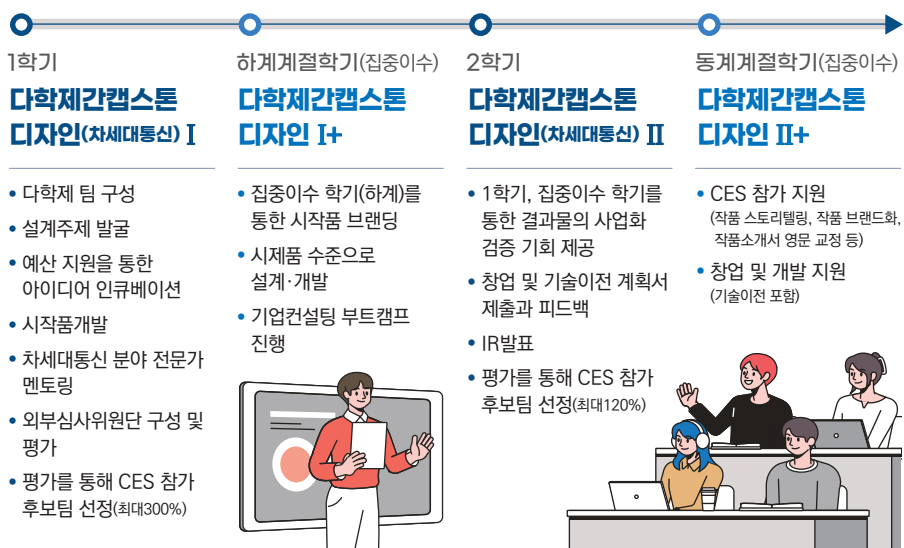 1학기
다학제간캡스톤
디자인(차세대통신) Ⅰ
• 다학제 팀 구성
• 설계주제 발굴
• 예산 지원을 통한
아이디어 인큐베이션
• 시작품개발
• 차세대통신 분야 전문가
멘토링
• 외부심사위원단 구성 및
평가
• 평가를 통해 CES 참가
후보팀 선정(최대300%)
하계계절학기(집중이수)
다학제간캡스톤
디자인 Ⅰ+
• 집중이수 학기(하계)를
통한 시작품 브랜딩
• 시제품 수준으로
설계·개발
• 기업컨설팅 부트캠프
진행
2학기
다학제간캡스톤
디자인(차세대통신) Ⅱ
• 1학기, 집중이수 학기를
통한 결과물의 사업화
검증 기회 제공
• 창업 및 기술이전 계획서
제출과 피드백
• IR발표
• 평가를 통해 CES 참가
후보팀 선정(최대120%)
동계계절학기(집중이수)
다학제간캡스톤
디자인 Ⅱ+
• CES 참가 지원
(작품 스토리텔링, 작품 브랜드화,
작품소개서 영문 교정 등)
• 창업 및 개발 지원
(기술이전 포함)